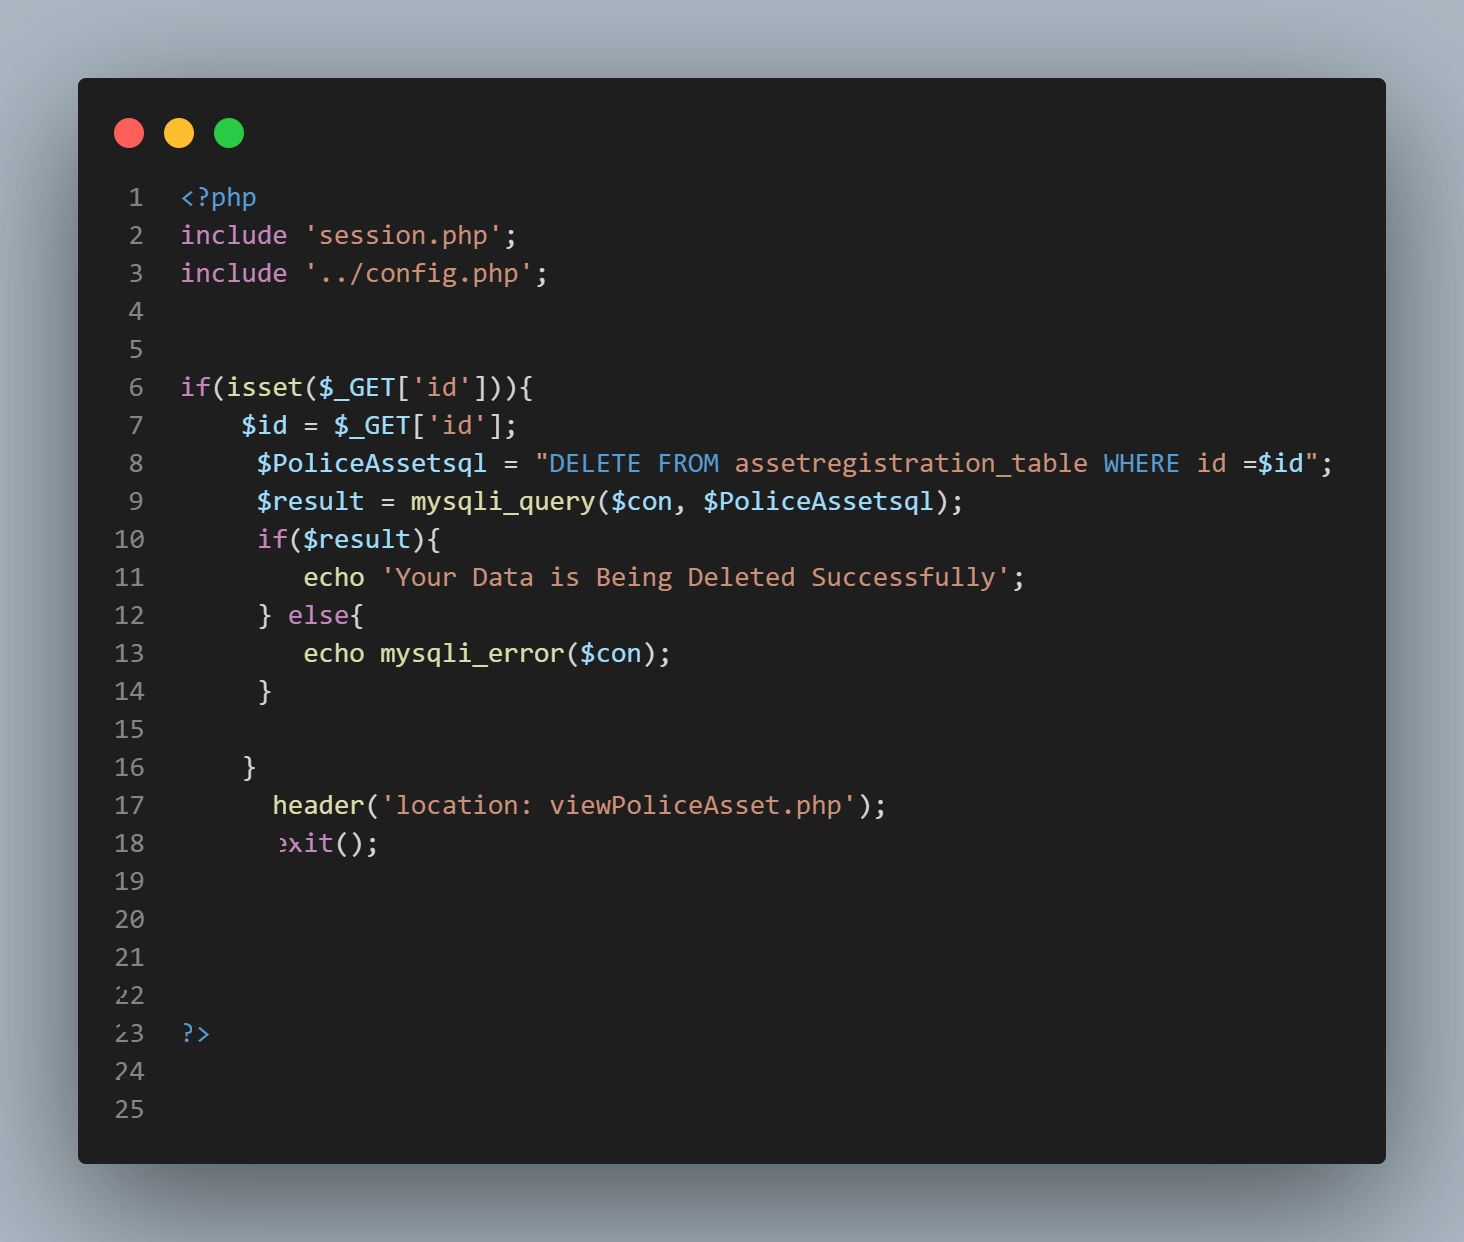 1 <?php
2 include 'session.php';
3 include '../config.php';
4
5
6 if(isset($_GET['id'])){
7     $id = $_GET['id'];
8      $PoliceAssetsql = "DELETE FROM assetregistration_table WHERE id =$id";
9      $result = mysqli_query($con, $PoliceAssetsql);
10      if($result){
11         echo 'Your Data is Being Deleted Successfully';
12      } else{
13         echo mysqli_error($con);
14      }
15
16     }
17       header('location: viewPoliceAsset.php');
18       exit();
19
20
21
22
23 ?>
24
25